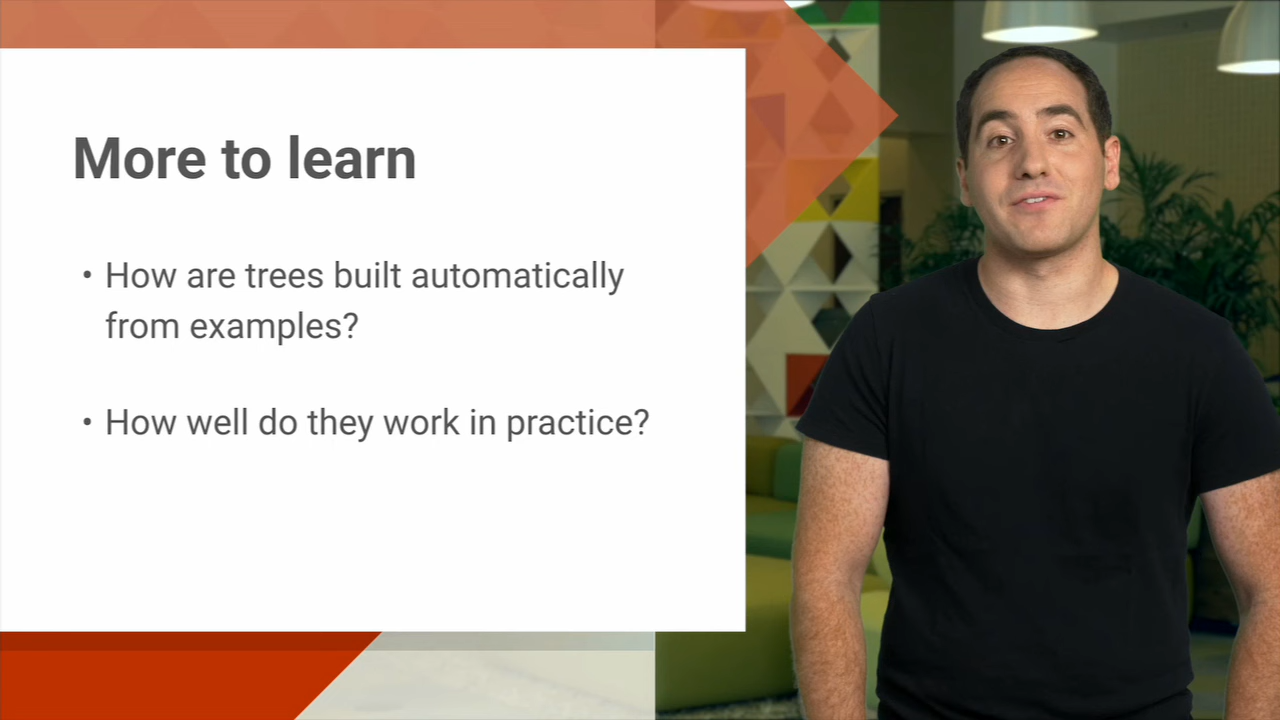 More to learn
• How are trees built automatically
from examples?
• How well do they work in practice?